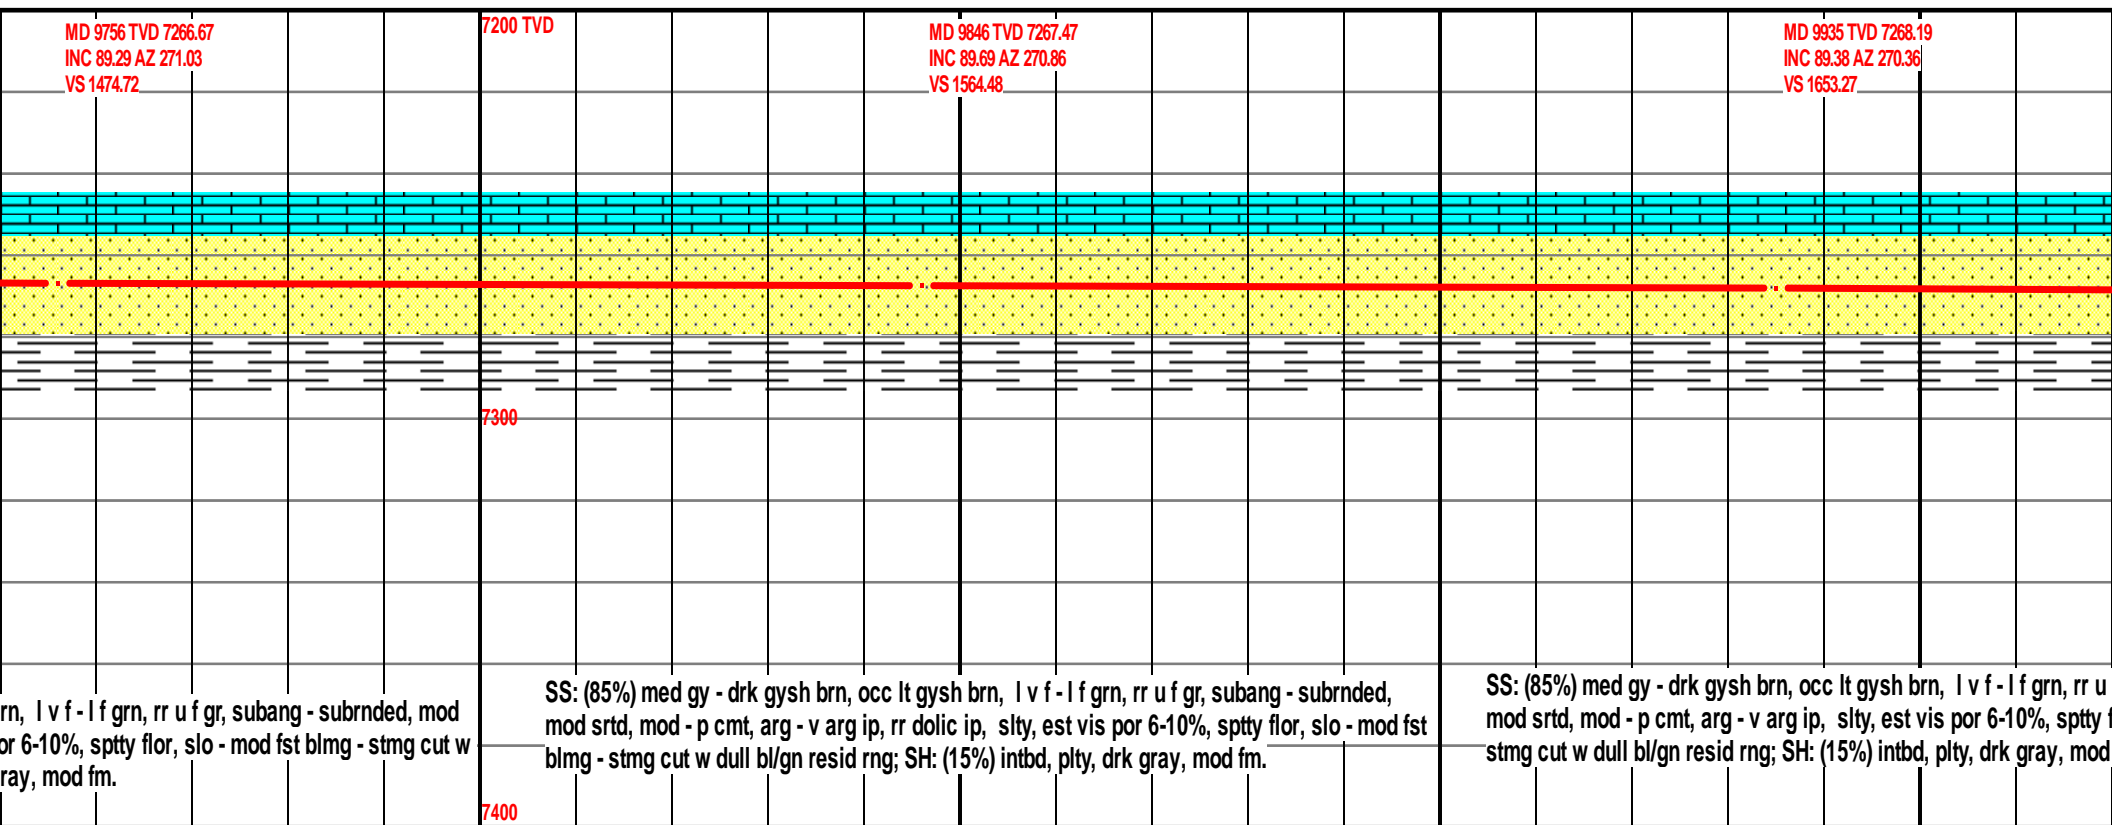 MD 9756 TVD 7266.67
INC 89.29 AZ 271.03
VS 1474.72
7200 TVD
MD 9846 TVD 7267.47
INC 89.69 AZ 270.86
VS 1564.48
MD 9935 TVD 7268.19
INC 89.38 AZ 270.36
VS 1653.27
7300
rn, l v f - l f grn, rr u f gr, subang - subrnded, mod
or 6-10%, sptty flor, slo - mod fst blmg - stmg cut w
ray, mod fm.
SS: (85%) med gy - drk gysh brn, occ lt gysh brn, l v f - l f grn, rr u f gr, subang - subrnded,
mod srtd, mod - p cmt, arg - v arg ip, rr dolic ip, slty, est vis por 6-10%, sptty flor, slo - mod fst
blmg - stmg cut w dull bl/gn resid rng; SH: (15%) intbd, plty, drk gray, mod fm.
SS: (85%) med gy - drk gysh brn, occ lt gysh brn, l v f - l f grn, rr u
mod srtd, mod - p cmt, arg - v arg ip, slty, est vis por 6-10%, sptty f
stmg cut w dull bl/gn resid rng; SH: (15%) intbd, plty, drk gray, mod
7400